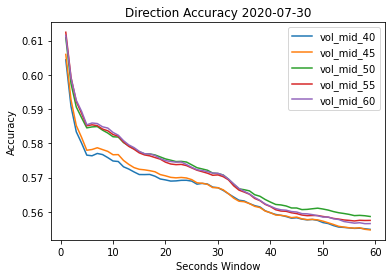 Direction Accuracy 2020-07-30
0.61
0.60
0.59
0.58
0.57
0.56
Accuracy
vol_mid_40
vol_mid_45
vol_mid_50
vol_mid_55
vol_mid_60
0 10 20 30 40 50 60
Seconds Window